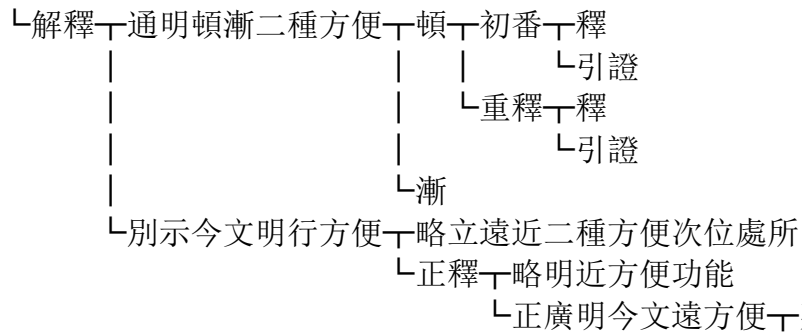 └解釋┬通明頓漸二種方便┬頓┬初番┬釋
│ │ │ └引證
│ │ └重釋┬釋
│ │ └引證
│ └漸
└別示今文明行方便┬略立遠近二種方便次位處所
└正釋┬略明近方便功能
└正廣明今文遠方便┬